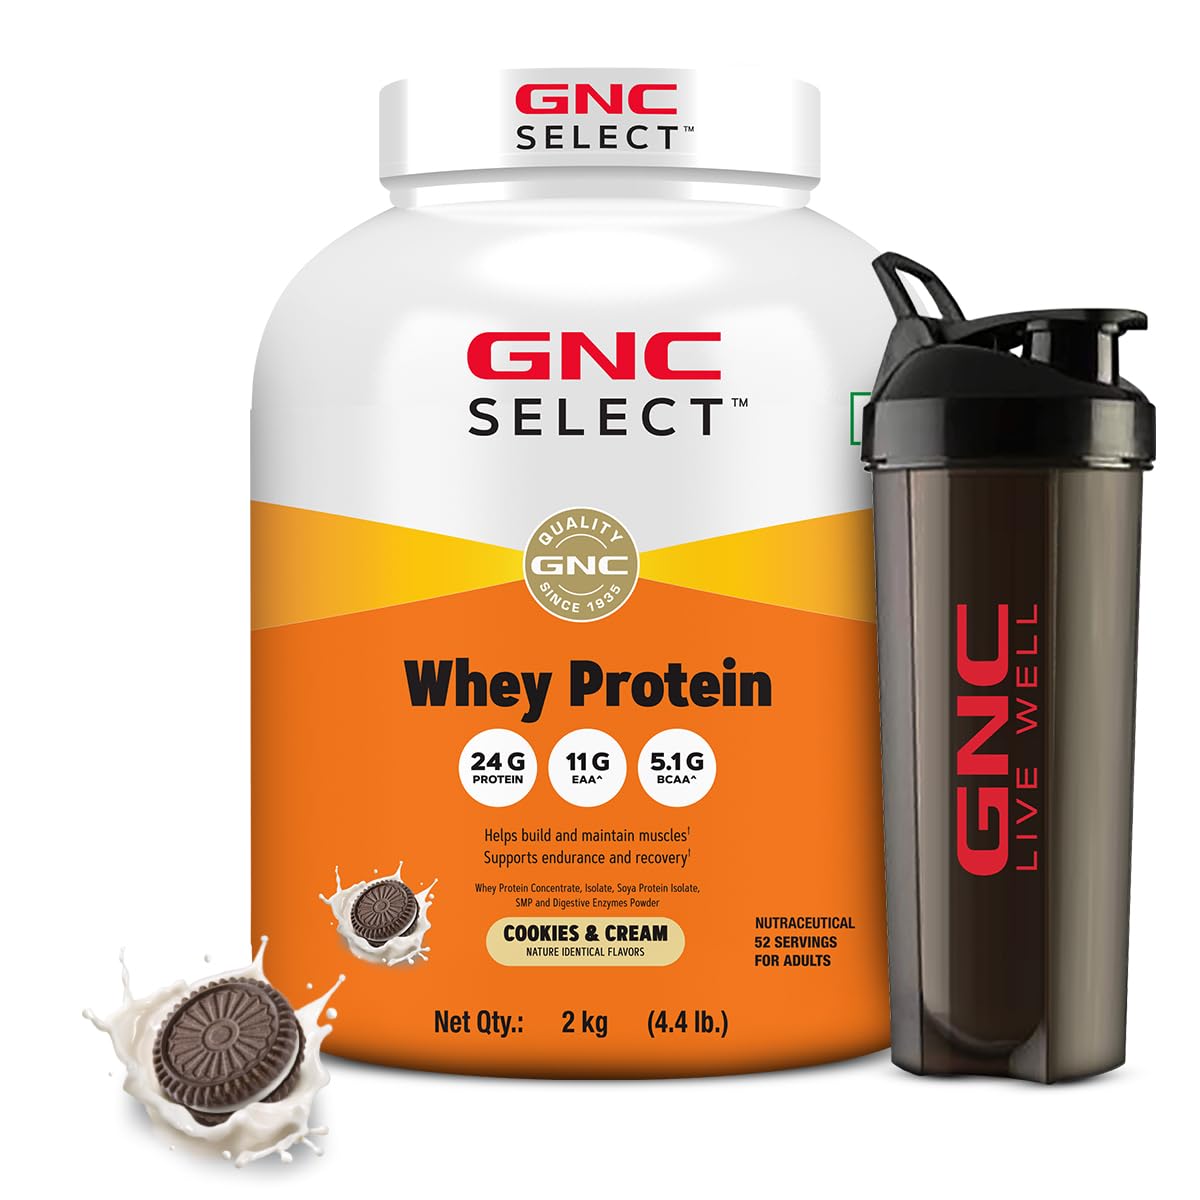 GNC
SELECT™
GNC
SELECT™
QUALITY
GNC
SINCE 1935
Whey Protein
24 G
PROTEIN
11 G
EAA^
5.1 G
BCAA^
Helps build and maintain muscles†
Supports endurance and recovery†
Whey Protein Concentrate, Isolate, Soya Protein Isolate,
SMP and Digestive Enzymes Powder
COOKIES & CREAM
NATURE IDENTICAL FLAVORS
NUTRACEUTICAL
52 SERVINGS
FOR ADULTS
Net Qty.: 2 kg (4.4 lb.)
GNC
LIVE WELL